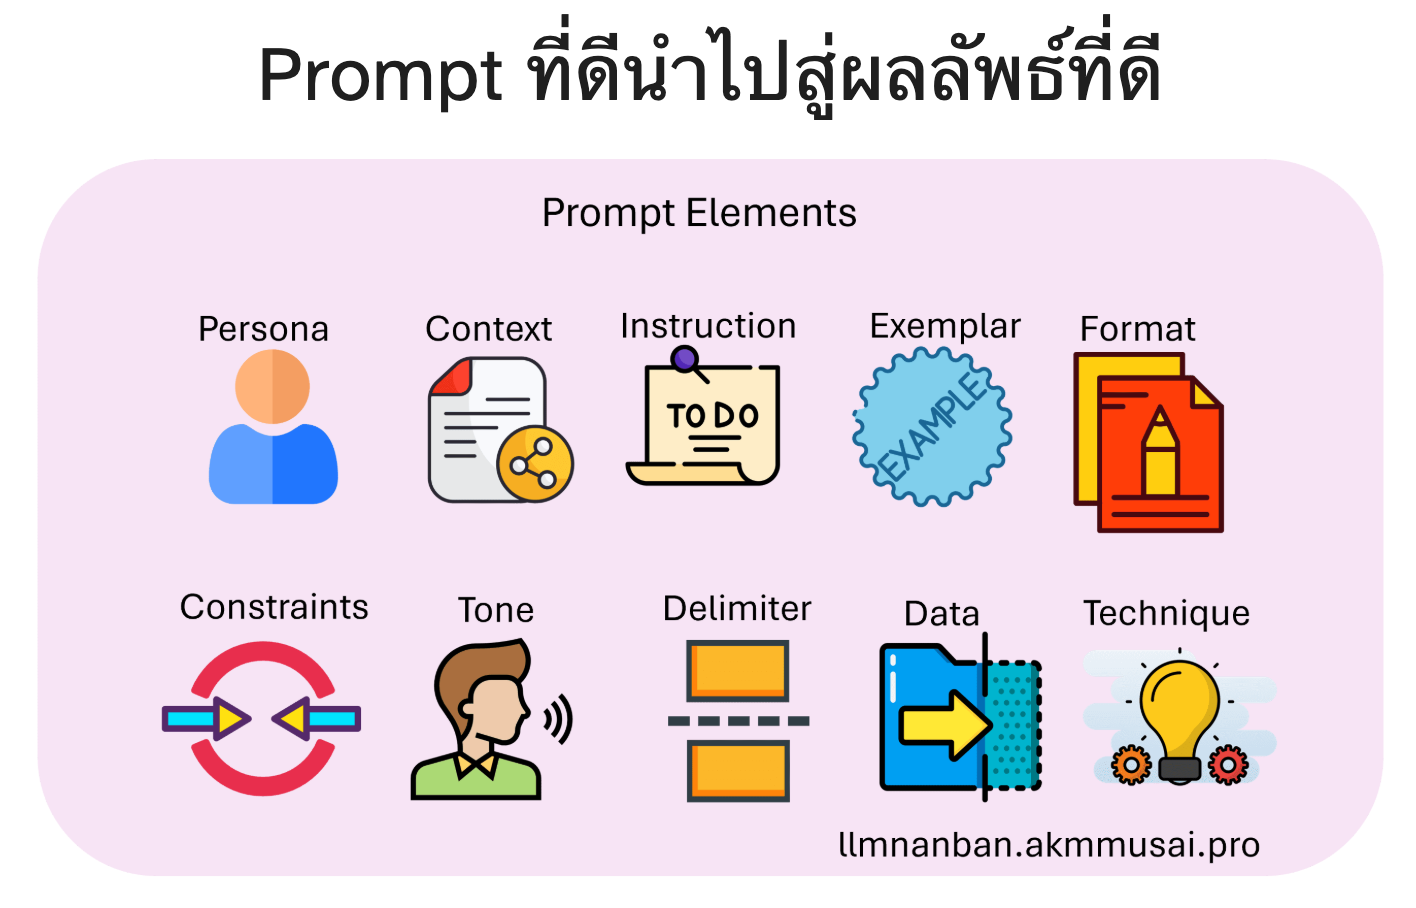 Prompt ที่ดีนำไปสู่ผลลัพธ์ที่ดี
Prompt Elements
Persona
Context
Instruction
Exemplar
Format
TO DO
EXAMPLE
Constraints
Tone
Delimiter
Data
Technique
llmnanban.akmmusai.pro